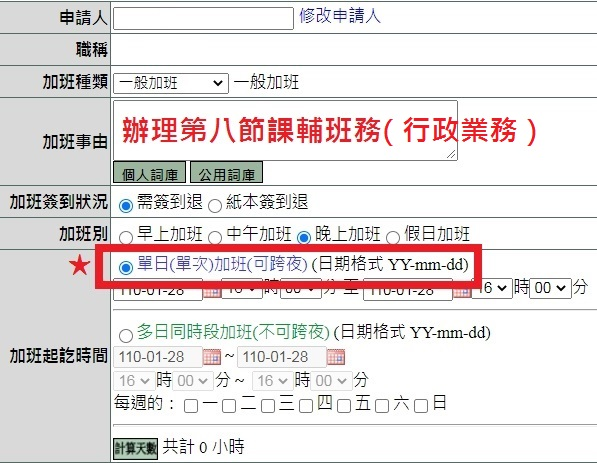 申請人 修改申請人
職稱
加班種類 一般加班 一般加班
加班事由 辦理第八節課輔班務(行政業務)
個人詞庫 公用詞庫
加班簽到狀況 需簽到退 紙本簽到退
加班別 早上加班 中午加班 晚上加班 假日加班
★ 單日(單次)加班(可跨夜) (日期格式 YY-mm-dd)
110-01-28 16 時 00 分 至 110-01-28 16 時 00 分
多日同時段加班(不可跨夜) (日期格式 YY-mm-dd)
加班起訖時間 110-01-28 ~ 110-01-28
16 時 00 分 ~ 16 時 00 分
每週的： 一 二 三 四 五 六 日
計算天數 共計 0 小時